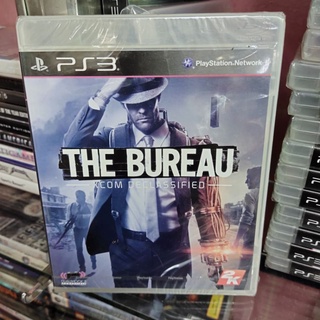 PS3
PlayStation Network
THE BUREAU
XCOM DECLASSIFIED
2K